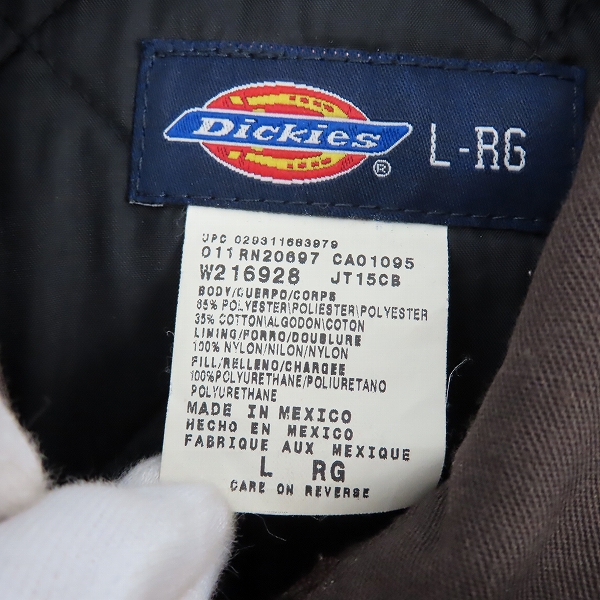 Dickies
®
L-RG
UPC 029311683979
011RN20697 CA01095
W216928 JT15CB
BODY/CUERPO/CORPS
65% POLYESTER\POLIESTER\POLYESTER
35% COTTON\ALGODON\COTON
LINING/FORRO/DOUBLURE
100% NYLON/NILON/NYLON
FILL/RELLENO/CHARGEE
100%POLYURETHANE/POLIURETANO
POLYURETHANE
MADE IN MEXICO
HECHO EN MEXICO
FABRIQUE AUX MEXIQUE
L RG
CARE ON REVERSE